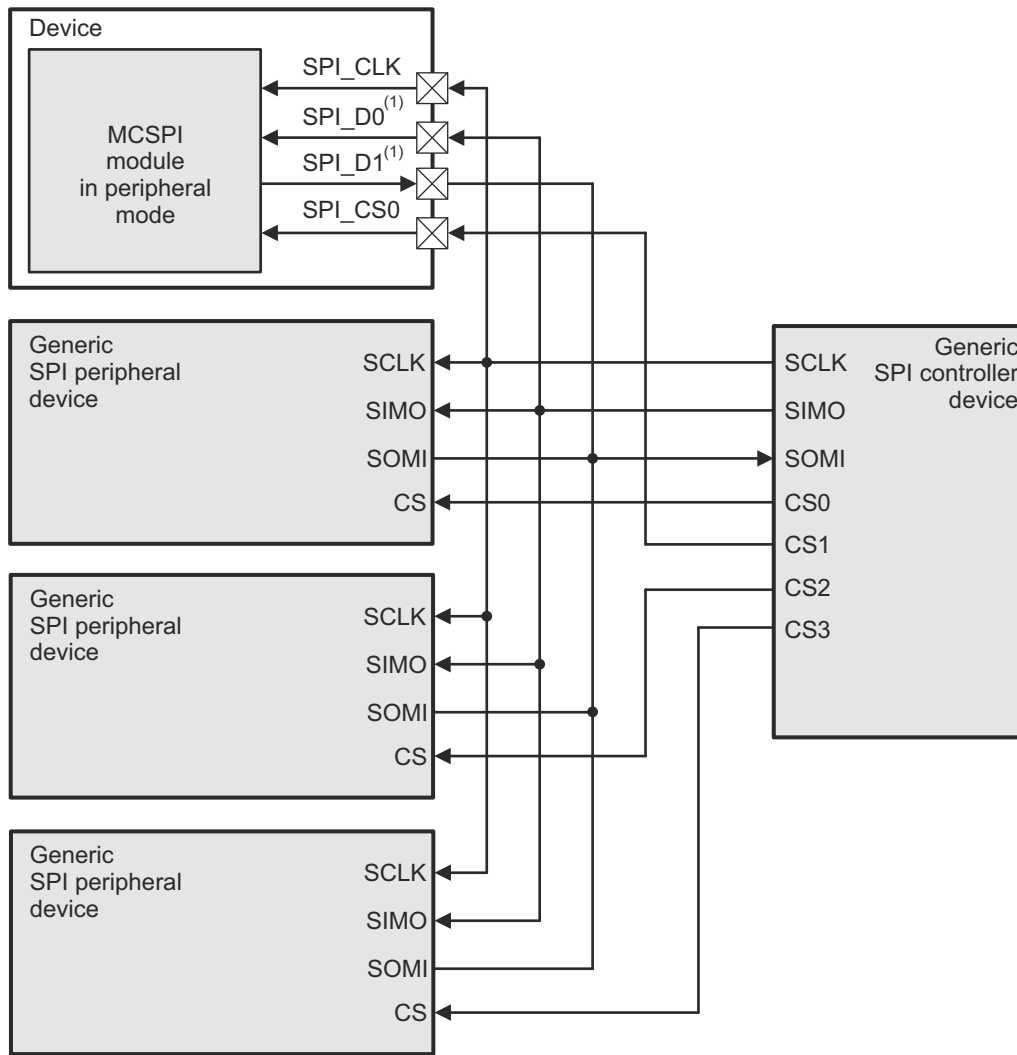 Device
MCSPI
module
in peripheral
mode
SPI_CLK
SPI_D0(1)
SPI_D1(1)
SPI_CS0
Generic
SPI peripheral
device
SCLK
SIMO
SOMI
CS
Generic
SPI controller
device
SCLK
SIMO
SOMI
CS0
CS1
CS2
CS3
Generic
SPI peripheral
device
SCLK
SIMO
SOMI
CS
Generic
SPI peripheral
device
SCLK
SIMO
SOMI
CS